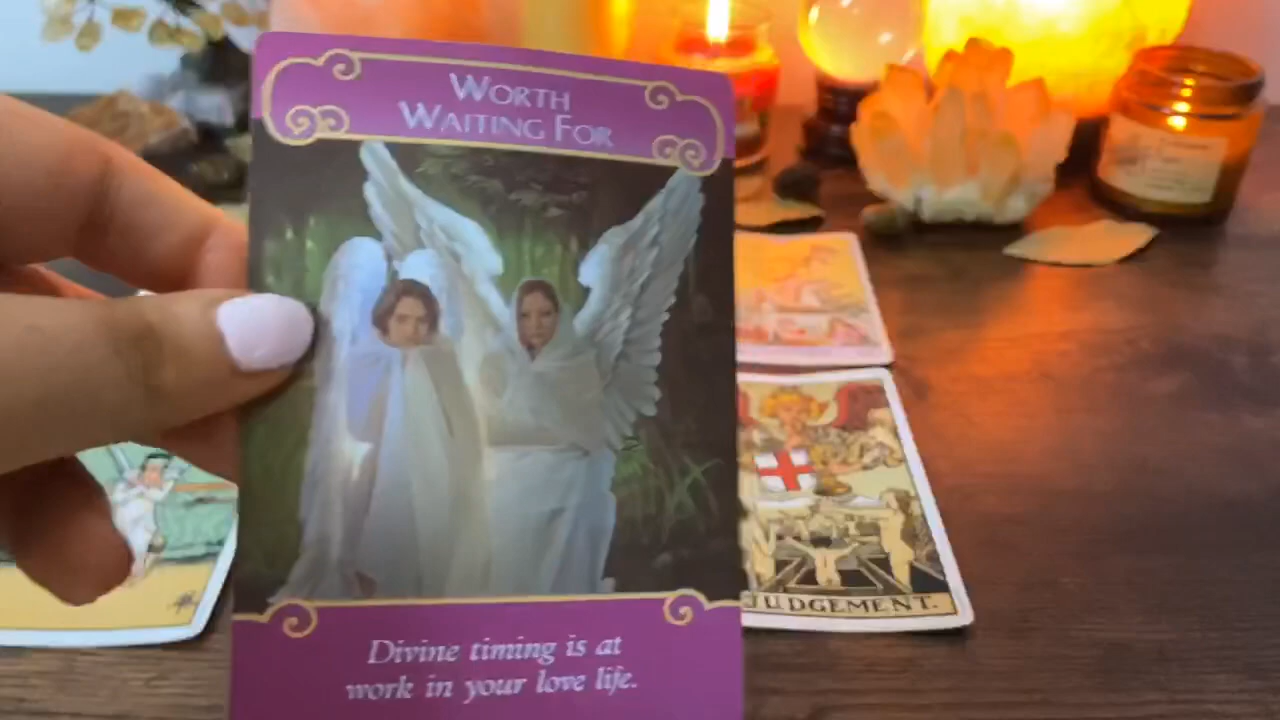 WORTH
WAITING FOR
JUDGEMENT.
Divine timing is at
work in your love life.